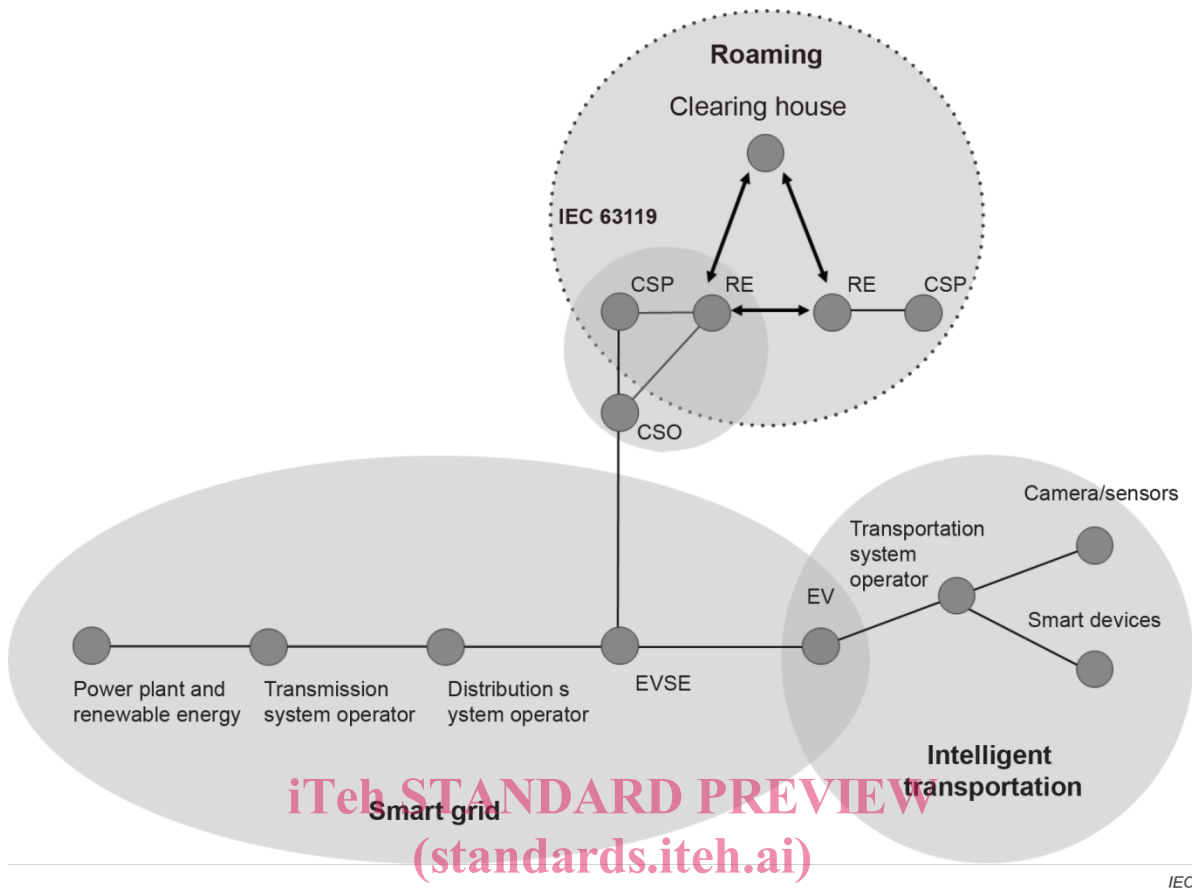 Roaming
Clearing house
IEC 63119
CSP
RE
RE
CSP
CSO
Camera/sensors
Transportation
system
operator
EV
Smart devices
EVSE
Power plant and
renewable energy
Transmission
system operator
Distribution s
ystem operator
Intelligent
transportation
Smart grid
iTeh STANDARD PREVIEW
(standards.iteh.ai)
IEC